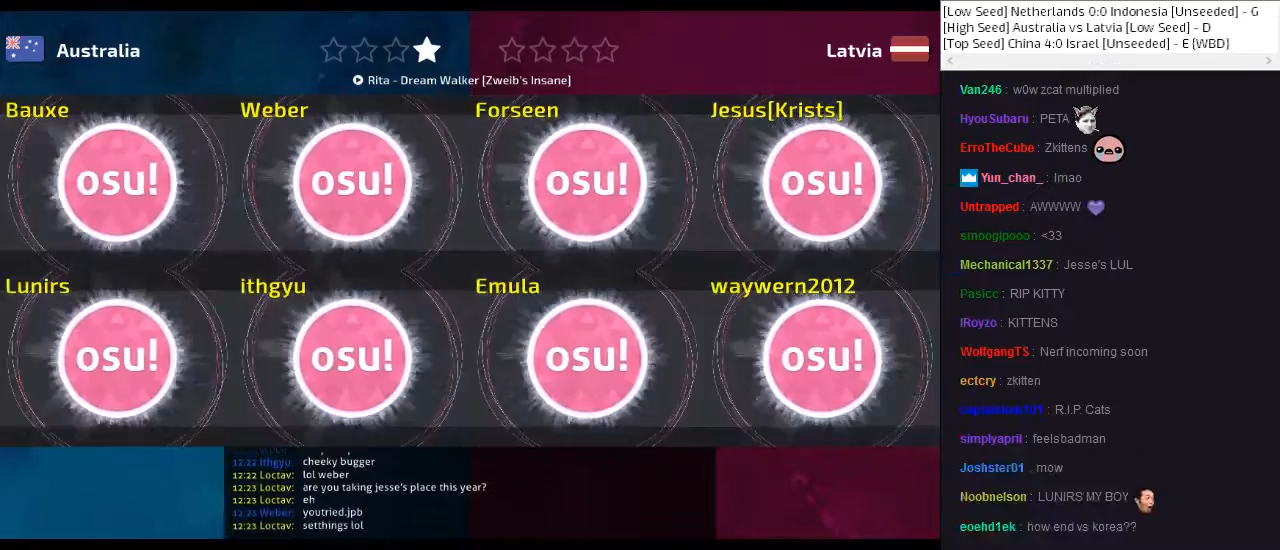 Australia
Latvia
Rita - Dream Walker [Zweib's Insane]
Bauxe
Weber
Forseen
Jesus[Krists]
osu!
osu!
osu!
osu!
Lunirs
ithgyu
Emula
waywern2012
osu!
osu!
osu!
osu!
12:22 Ithgyu: cheeky bugger
12:22 Loctav: lol weber
12:23 Loctav: are you taking jesse's place this year?
12:23 Loctav: eh
12:23 Weber: youtried.jpb
12:23 Loctav: setthings lol
[Low Seed] Netherlands 0:0 Indonesia [Unseeded] - G
[High Seed] Australia vs Latvia [Low Seed] - D
[Top Seed] China 4:0 Israel [Unseeded] - E {WBD}
Van246 : w0w zcat multiplied
HyouSubaru : PETA
ErroTheCube : Zkittens
Yun_chan_ : lmao
Untrapped : AWWWW
smoogipooo : <33
Mechanical1337 : Jesse's LUL
Pasicc : RIP KITTY
IRoyzo : KITTENS
WolfgangTS : Nerf incoming soon
ectcry : zkitten
: R.I.P. Cats
simplyapril : feelsbadman
Joshster01 : mow
Noobnelson : LUNIRS MY BOY
eoehd1ek : how end vs korea??